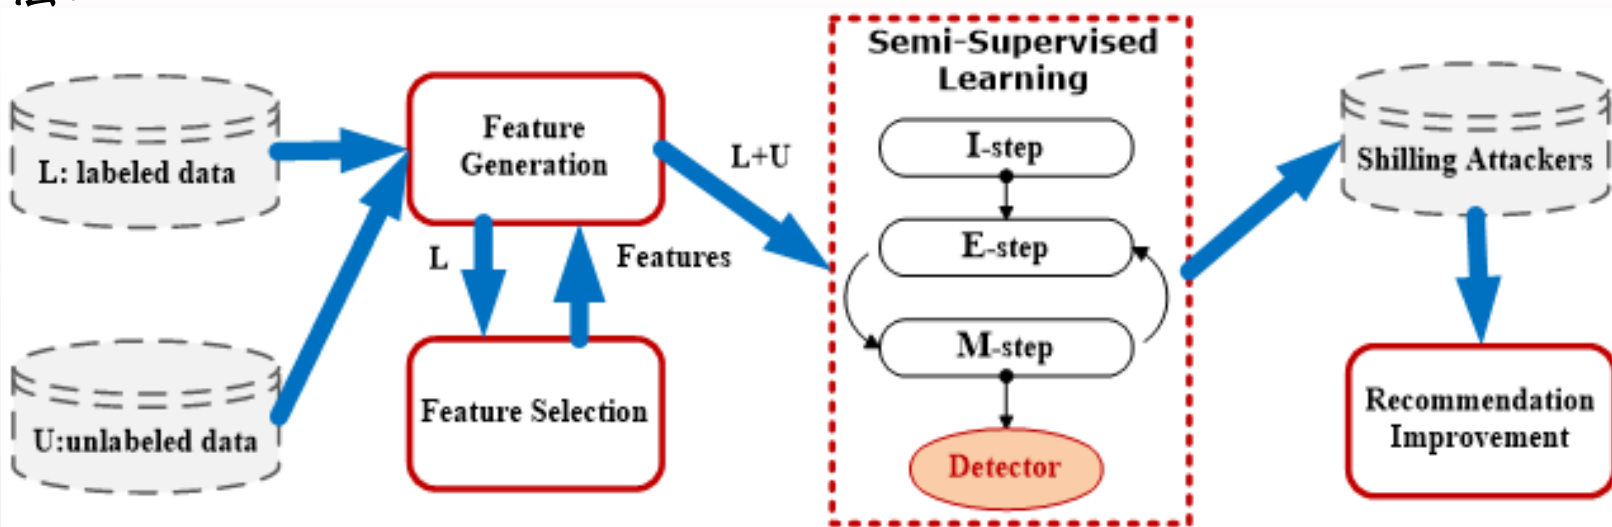 L: labeled data
U:unlabeled data
Feature
Generation
L
Features
Feature Selection
L+U
Semi-Supervised
Learning
I-step
E-step
M-step
Detector
Shilling Attackers
Recommendation
Improvement